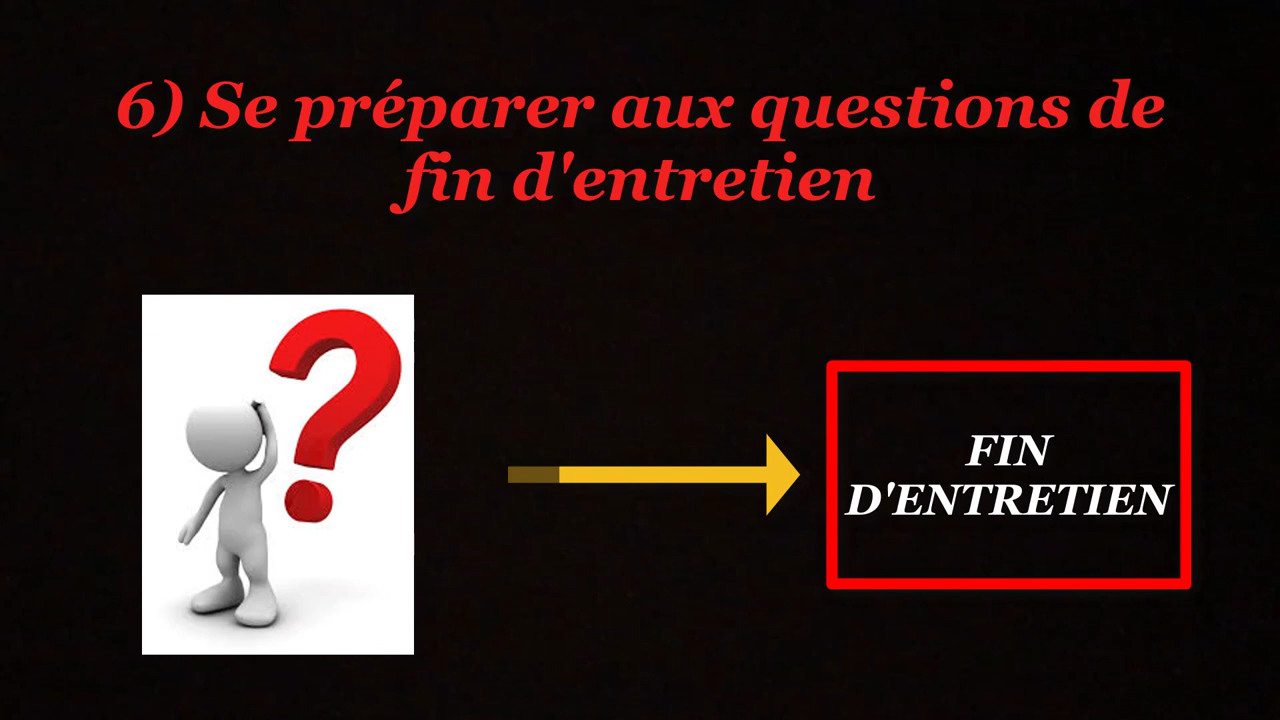 6) Se préparer aux questions de
fin d'entretien
FIN
D'ENTRETIEN